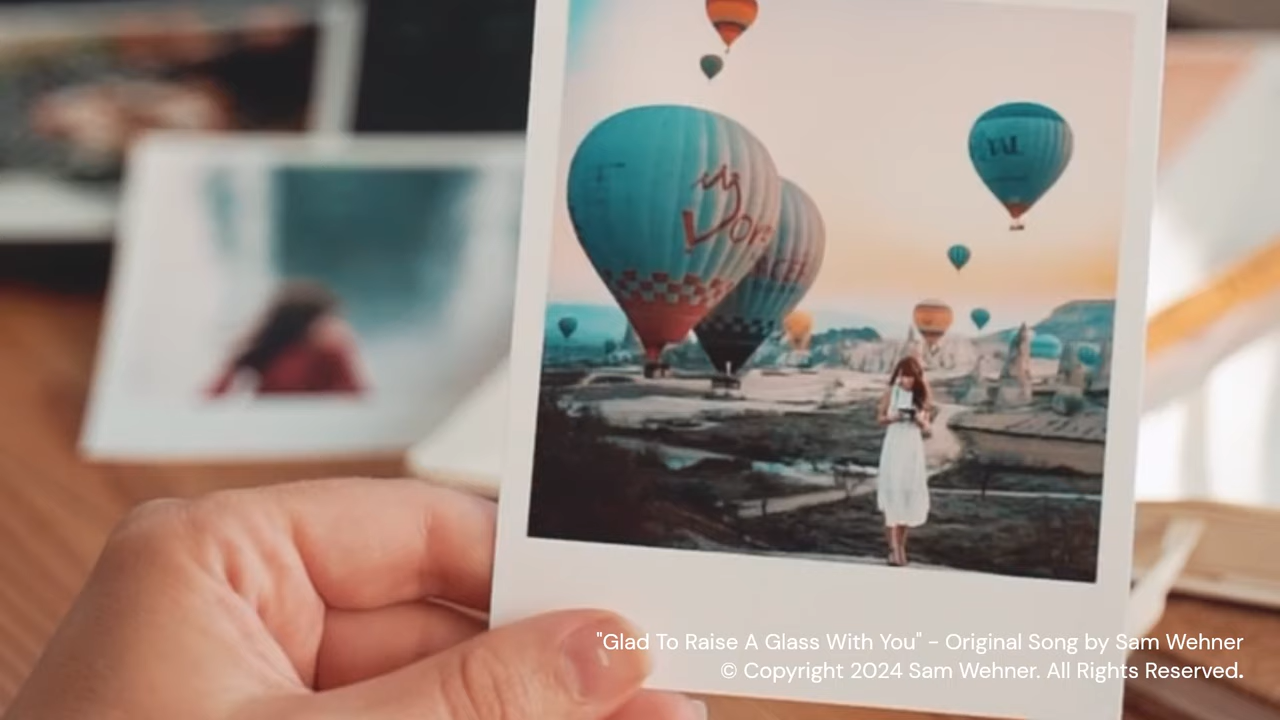 "Glad To Raise A Glass With You" - Original Song by Sam Wehner
© Copyright 2024 Sam Wehner. All Rights Reserved.